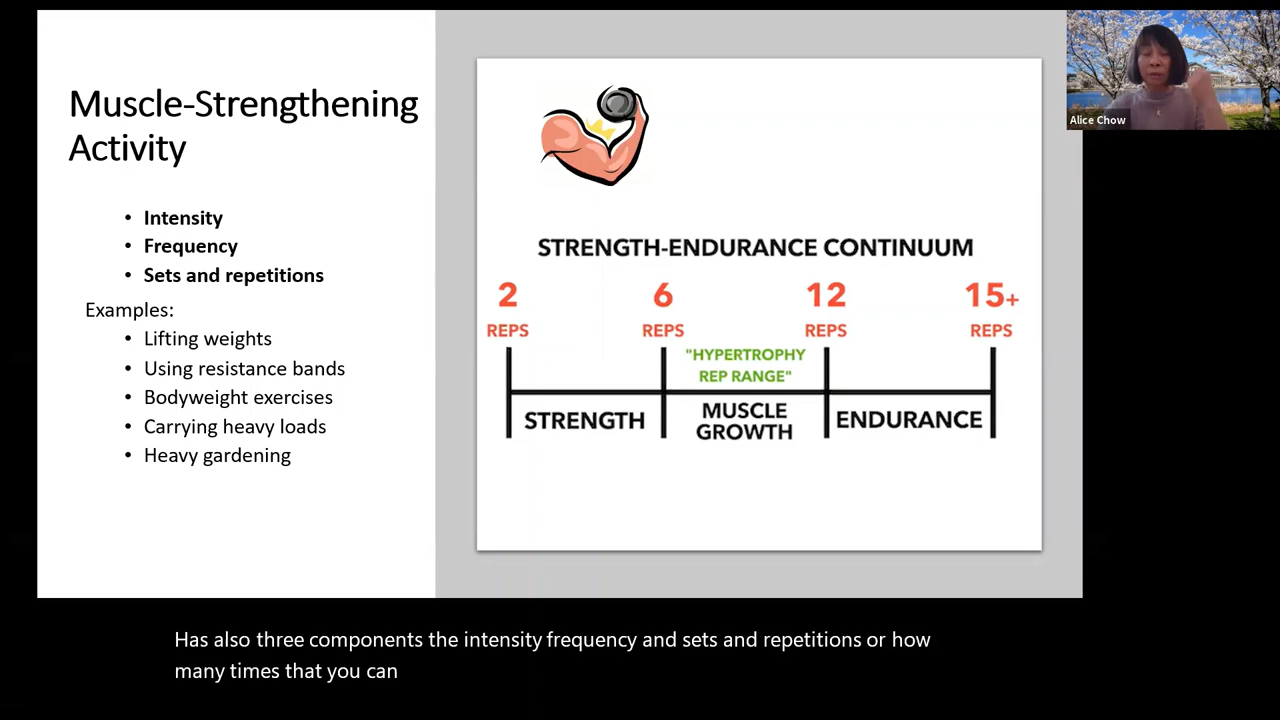 Muscle-Strengthening
Activity
• Intensity
• Frequency
• Sets and repetitions
Examples:
• Lifting weights
• Using resistance bands
• Bodyweight exercises
• Carrying heavy loads
• Heavy gardening
STRENGTH-ENDURANCE CONTINUUM
2 6 12 15+
REPS REPS REPS REPS
"HYPERTROPHY
REP RANGE"
STRENGTH MUSCLE GROWTH ENDURANCE
Alice Chow
Has also three components the intensity frequency and sets and repetitions or how
many times that you can